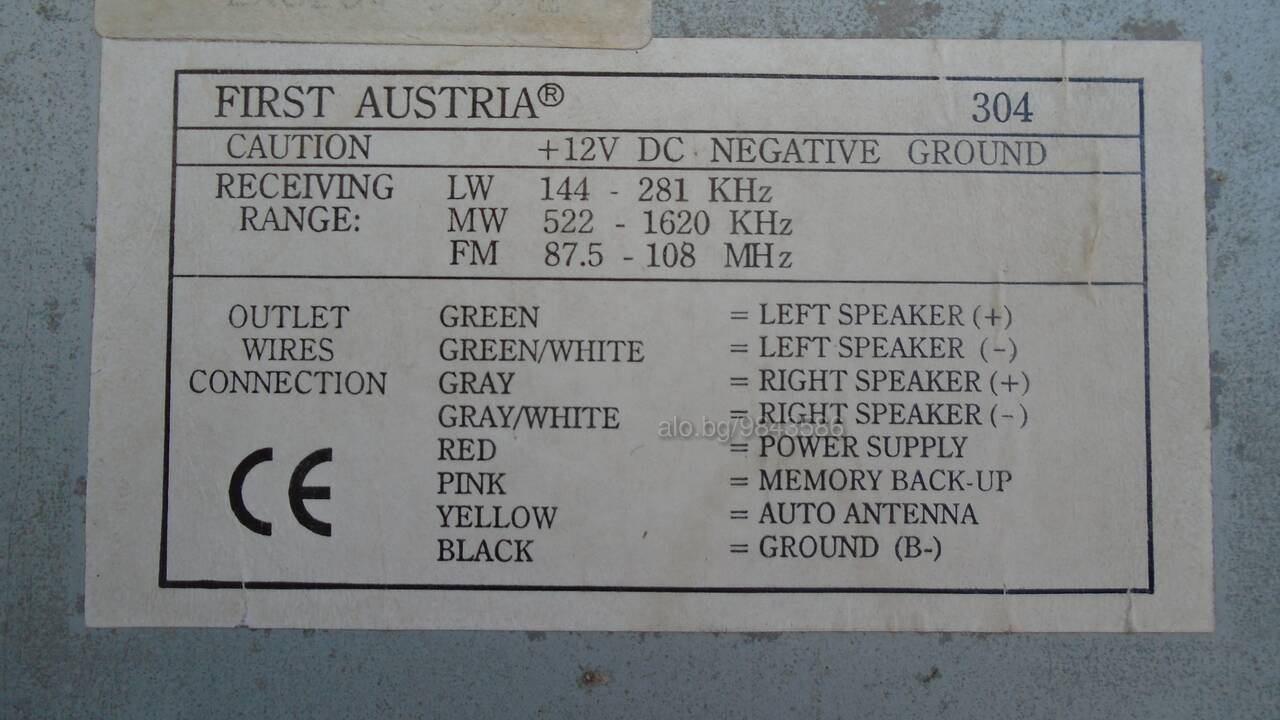 FIRST AUSTRIA® 304
CAUTION +12V DC NEGATIVE GROUND
RECEIVING RANGE: LW 144 - 281 KHz
MW 522 - 1620 KHz
FM 87.5 - 108 MHz
OUTLET WIRES CONNECTION
GREEN = LEFT SPEAKER (+)
GREEN/WHITE = LEFT SPEAKER (-)
GRAY = RIGHT SPEAKER (+)
GRAY/WHITE = RIGHT SPEAKER (-)
alo.bg/9843586
RED = POWER SUPPLY
PINK = MEMORY BACK-UP
YELLOW = AUTO ANTENNA
BLACK = GROUND (B-)
CE